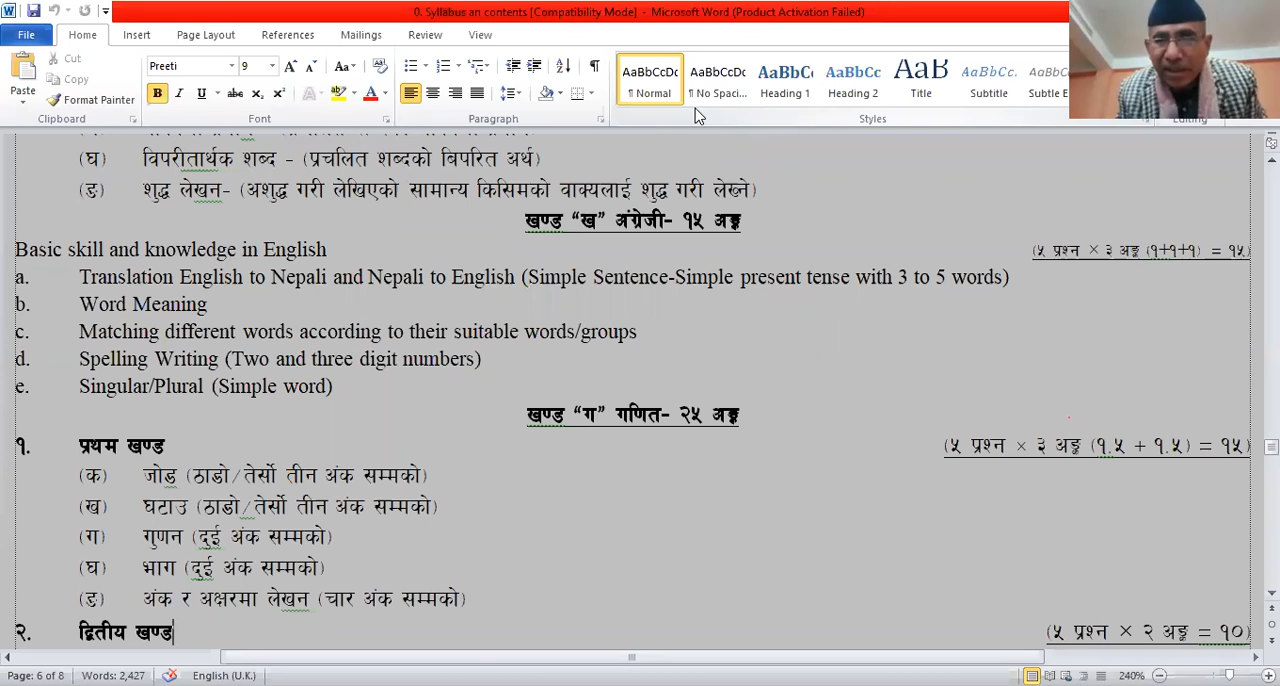 0. Syllabus an contents [Compatibility Mode] - Microsoft Word (Product Activation Failed)
File Home Insert Page Layout References Mailings Review View
Cut
Copy
Format Painter
Paste
Preeti 9
AaBbCcDc AaBbCcDc AaBbC AaBbCc AaB AaBbCc. AaBbCc
¶ Normal ¶ No Spaci... Heading 1 Heading 2 Title Subtitle Subtle E
Clipboard Font Paragraph Styles Editing
(घ) विपरीतार्थक शब्द - (प्रचलित शब्दको बिपरित अर्थ)
(ङ) शुद्ध लेखन- (अशुद्ध गरी लेखिएको सामान्य किसिमको वाक्यलाई शुद्ध गरी लेख्ने)
खण्ड “ख” अंग्रेजी- १५ अङ्क
Basic skill and knowledge in English (५ प्रश्न × ३ अङ्क (१+१+१) = १५)
a. Translation English to Nepali and Nepali to English (Simple Sentence-Simple present tense with 3 to 5 words)
b. Word Meaning
c. Matching different words according to their suitable words/groups
d. Spelling Writing (Two and three digit numbers)
e. Singular/Plural (Simple word)
खण्ड “ग” गणित- २५ अङ्क
१. प्रथम खण्ड (५ प्रश्न × ३ अङ्क (१.५ + १.५) = १५)
(क) जोड (ठाडो/तेर्सो तीन अंक सम्मको)
(ख) घटाउ (ठाडो/तेर्सो तीन अंक सम्मको)
(ग) गुणन (दुई अंक सम्मको)
(घ) भाग (दुई अंक सम्मको)
(ङ) अंक र अक्षरमा लेखन (चार अंक सम्मको)
२. द्वितीय खण्ड (५ प्रश्न × २ अङ्क = १०)
Page: 6 of 8 Words: 2,427 English (U.K.) 240%